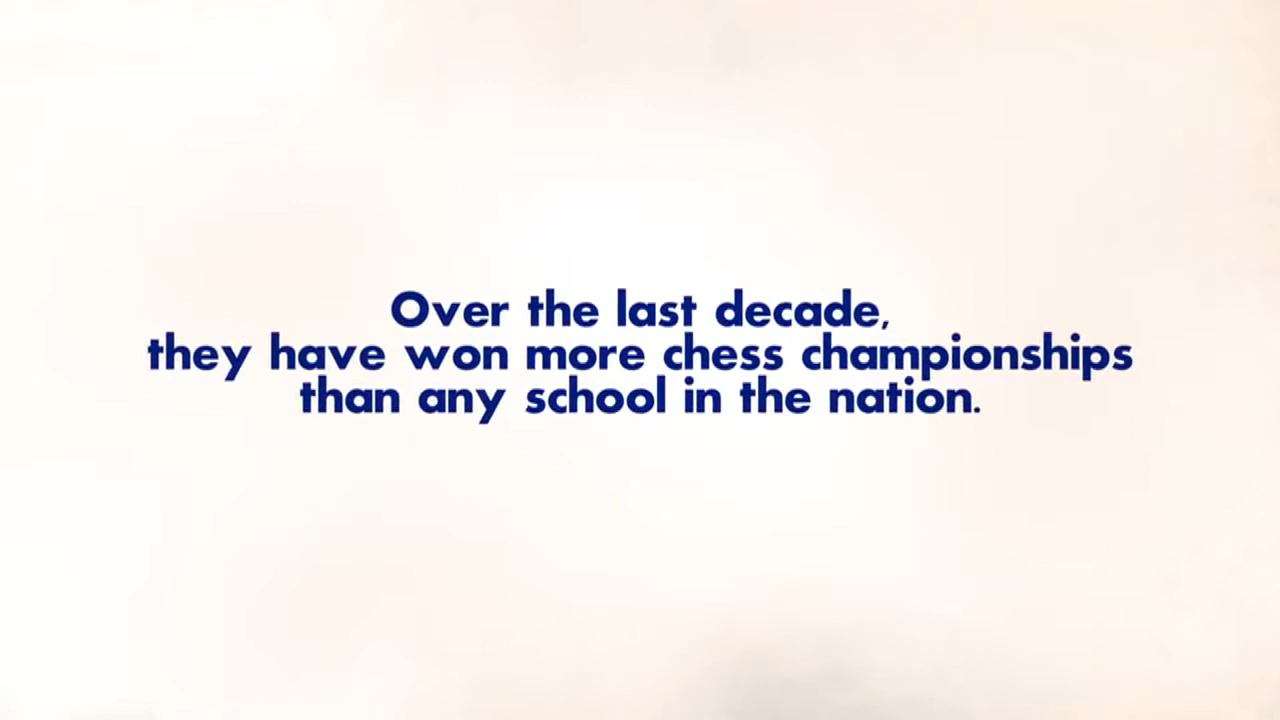 Over the last decade,
they have won more chess championships
than any school in the nation.